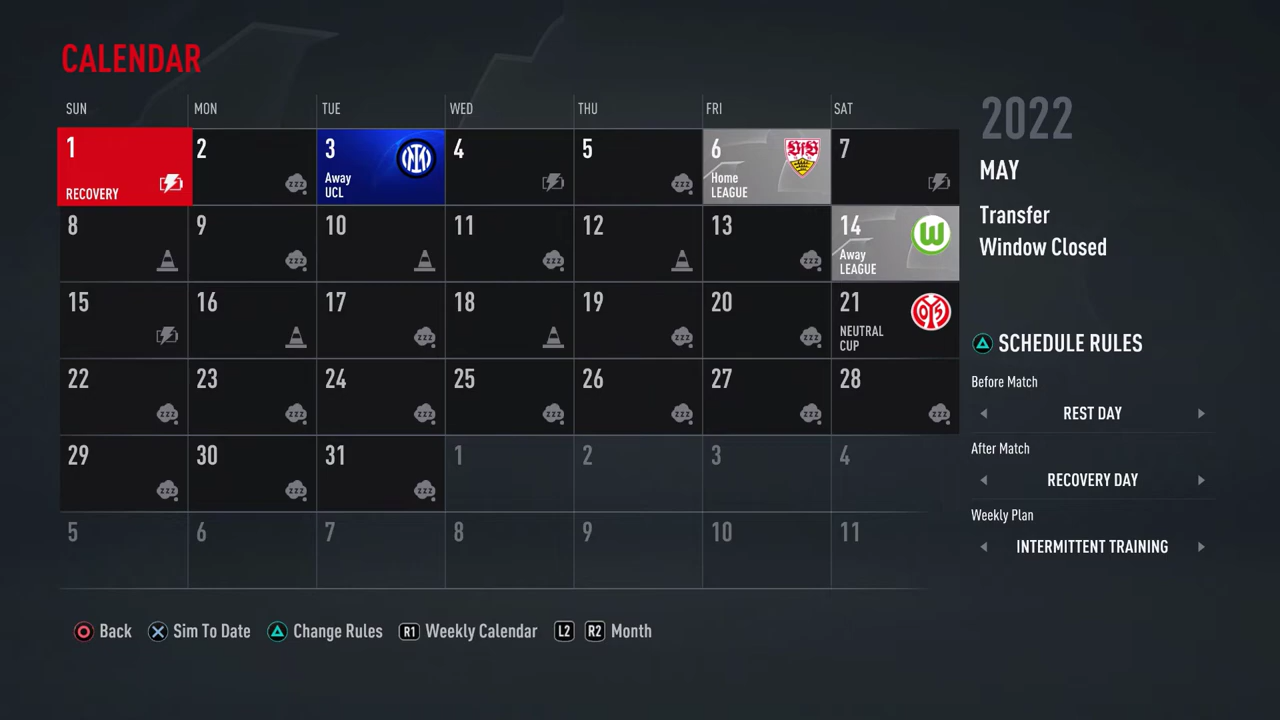 CALENDAR
SUN MON TUE WED THU FRI SAT
1 2 3 4 5 6 7
RECOVERY
Away
UCL
Home
LEAGUE
8 9 10 11 12 13 14
Away
LEAGUE
15 16 17 18 19 20 21
NEUTRAL
CUP
22 23 24 25 26 27 28
29 30 31 1 2 3 4
5 6 7 8 9 10 11
2022
MAY
Transfer
Window Closed
SCHEDULE RULES
Before Match
REST DAY
After Match
RECOVERY DAY
Weekly Plan
INTERMITTENT TRAINING
Back Sim To Date Change Rules R1 Weekly Calendar L2 R2 Month